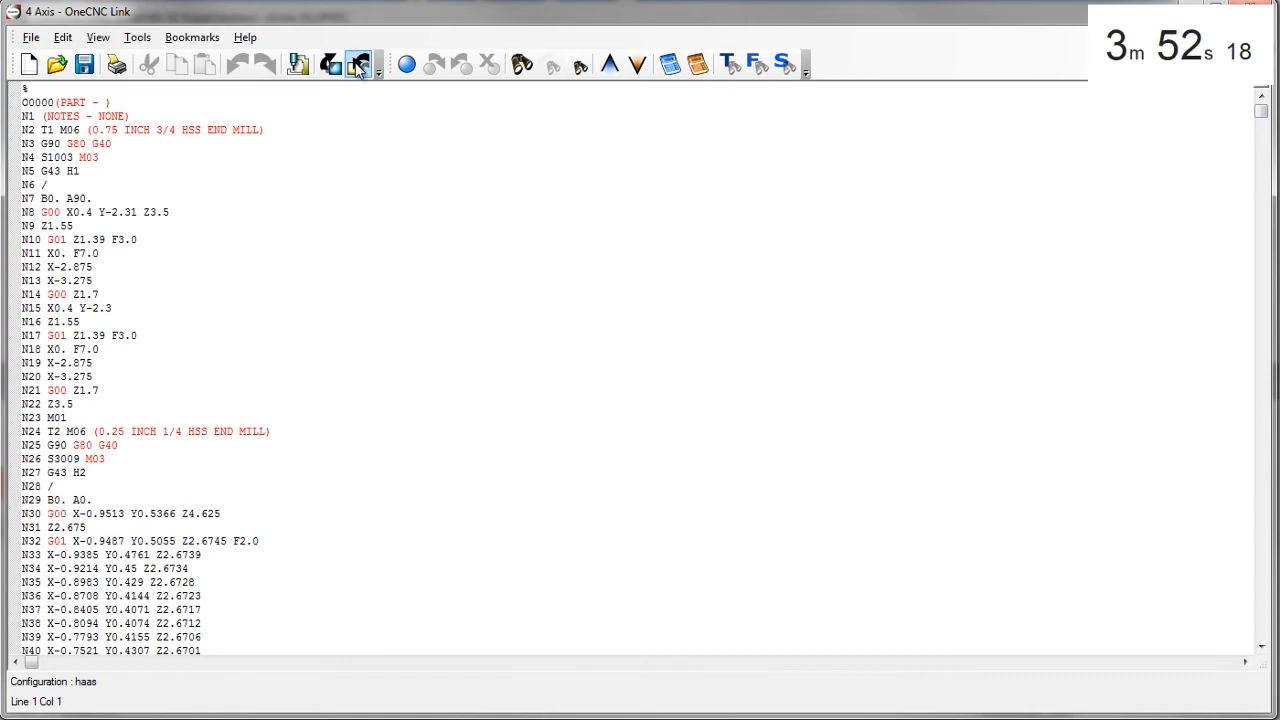 4 Axis - OneCNC Link
3m 52s 18
File Edit View Tools Bookmarks Help
T F S
%
O0000(PART - )
N1 (NOTES - NONE)
N2 T1 M06 (0.75 INCH 3/4 HSS END MILL)
N3 G90 G80 G40
N4 S1003 M03
N5 G43 H1
N6 /
N7 B0. A90.
N8 G00 X0.4 Y-2.31 Z3.5
N9 Z1.55
N10 G01 Z1.39 F3.0
N11 X0. F7.0
N12 X-2.875
N13 X-3.275
N14 G00 Z1.7
N15 X0.4 Y-2.3
N16 Z1.55
N17 G01 Z1.39 F3.0
N18 X0. F7.0
N19 X-2.875
N20 X-3.275
N21 G00 Z1.7
N22 Z3.5
N23 M01
N24 T2 M06 (0.25 INCH 1/4 HSS END MILL)
N25 G90 G80 G40
N26 S3009 M03
N27 G43 H2
N28 /
N29 B0. A0.
N30 G00 X-0.9513 Y0.5366 Z4.625
N31 Z2.675
N32 G01 X-0.9487 Y0.5055 Z2.6745 F2.0
N33 X-0.9385 Y0.4761 Z2.6739
N34 X-0.9214 Y0.45 Z2.6734
N35 X-0.8983 Y0.429 Z2.6728
N36 X-0.8708 Y0.4144 Z2.6723
N37 X-0.8405 Y0.4071 Z2.6717
N38 X-0.8094 Y0.4074 Z2.6712
N39 X-0.7793 Y0.4155 Z2.6706
N40 X-0.7521 Y0.4307 Z2.6701
Configuration : haas
Line 1 Col 1